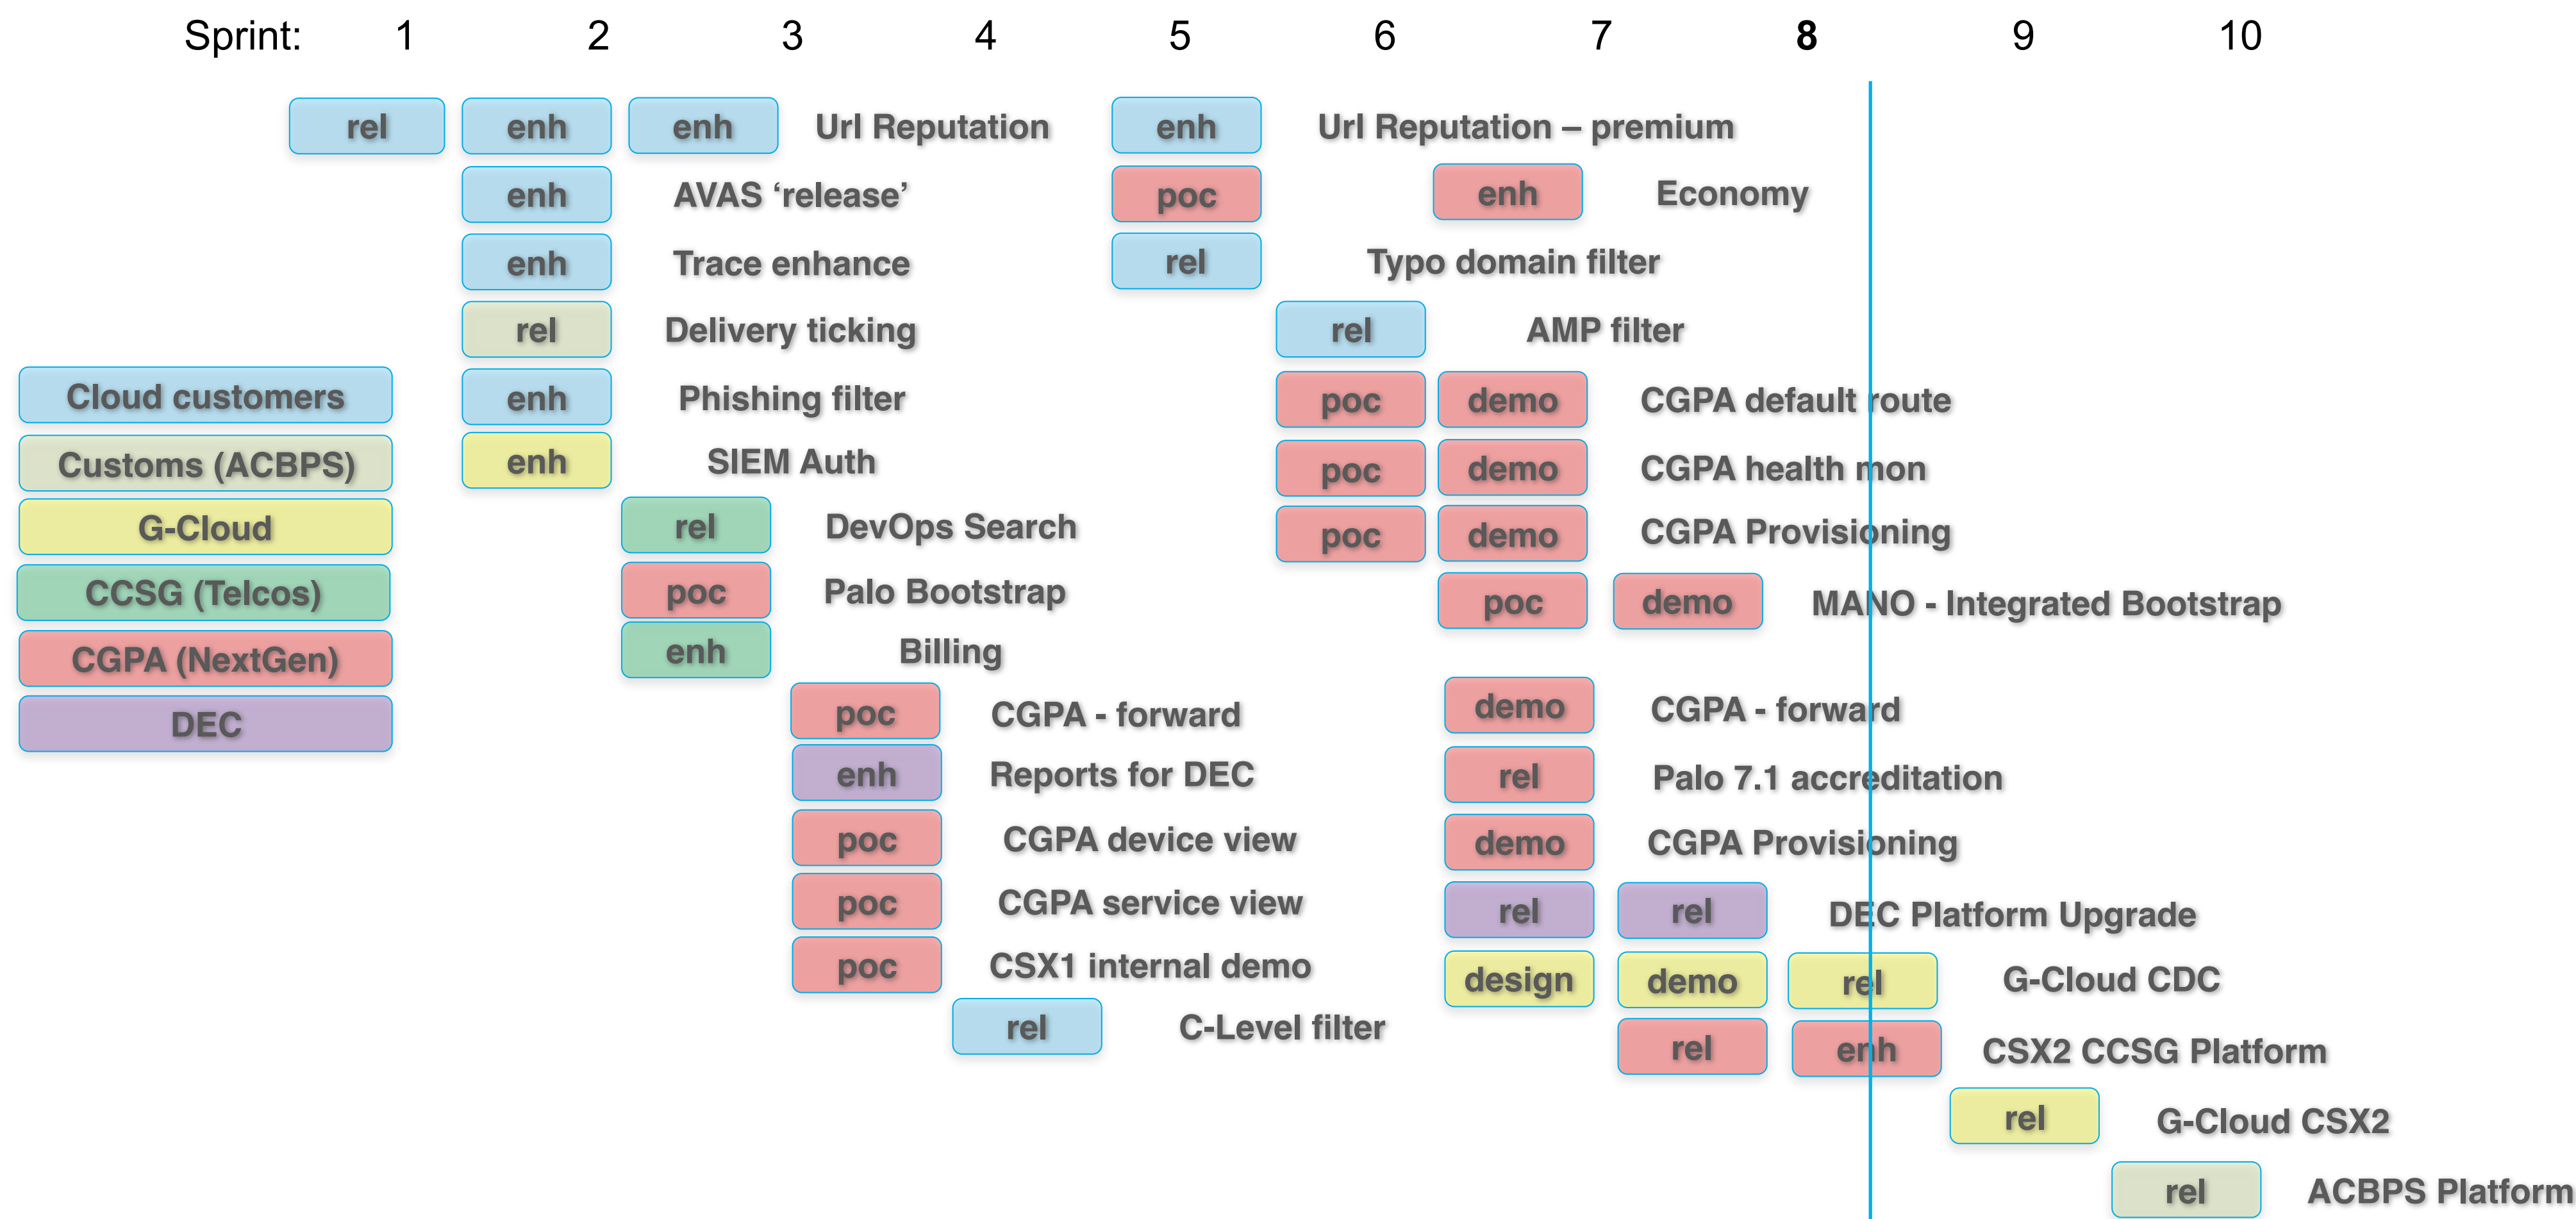 Sprint: 1 2 3 4 5 6 7 8 9 10
rel enh enh Url Reputation enh Url Reputation – premium
enh AVAS ‘release’ poc enh Economy
enh Trace enhance rel Typo domain filter
rel Delivery ticking rel AMP filter
Cloud customers enh Phishing filter poc demo CGPA default route
Customs (ACBPS) enh SIEM Auth poc demo CGPA health mon
G-Cloud rel DevOps Search poc demo CGPA Provisioning
CCSG (Telcos) poc Palo Bootstrap poc demo MANO - Integrated Bootstrap
CGPA (NextGen) enh Billing
DEC poc CGPA - forward demo CGPA - forward
enh Reports for DEC rel Palo 7.1 accreditation
poc CGPA device view demo CGPA Provisioning
poc CGPA service view rel rel DEC Platform Upgrade
poc CSX1 internal demo design demo rel G-Cloud CDC
rel C-Level filter rel enh CSX2 CCSG Platform
rel G-Cloud CSX2
rel ACBPS Platform